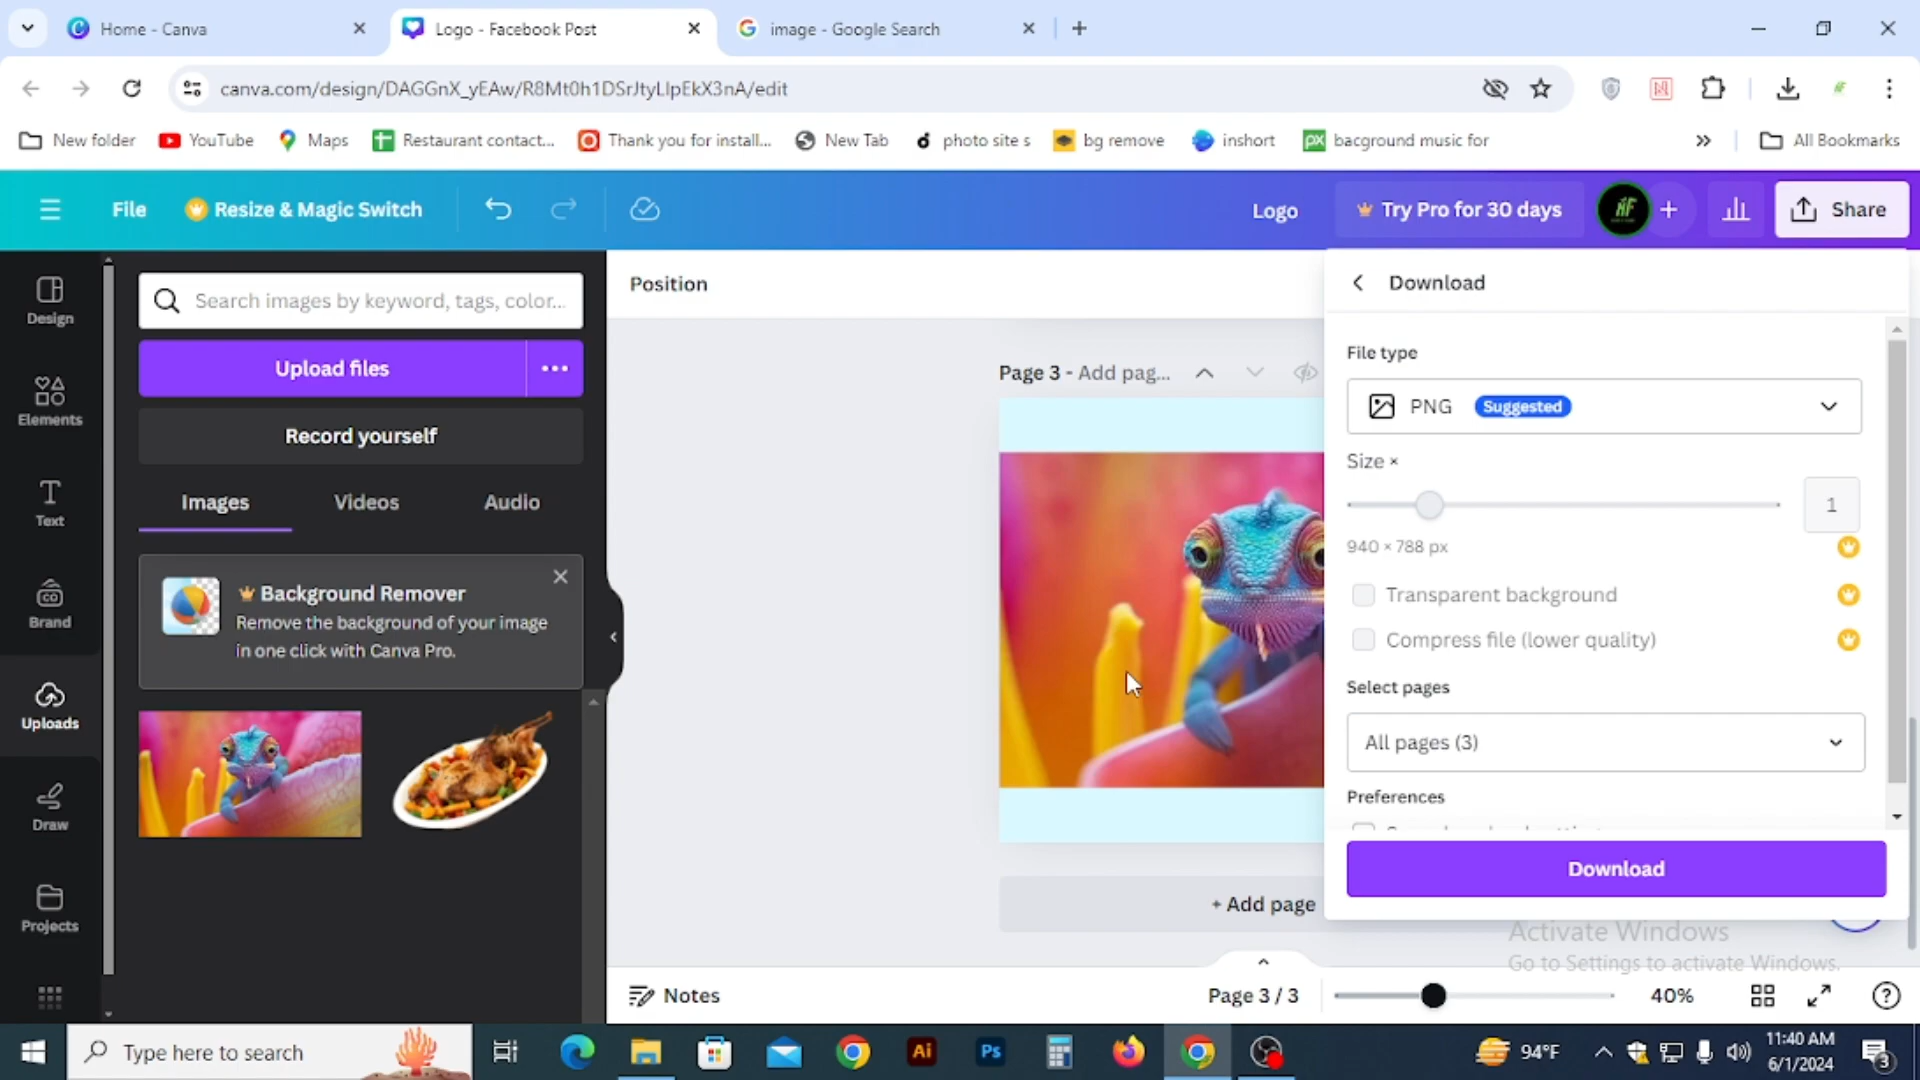 Home - Canva
Logo - Facebook Post
image - Google Search
canva.com/design/DAGGnX_yEAw/R8Mt0h1DSrJtyLIpEkX3nA/edit
New folder
YouTube
Maps
Restaurant contact...
Thank you for install...
New Tab
photo site s
bg remove
inshort
bacground music for
All Bookmarks
File
Resize & Magic Switch
Logo
Try Pro for 30 days
Share
Design
Elements
Text
Brand
Uploads
Draw
Projects
Search images by keyword, tags, color...
Upload files
Record yourself
Images
Videos
Audio
Background Remover
Remove the background of your image
in one click with Canva Pro.
Position
Page 3 - Add pag...
+ Add page
Download
File type
PNG
Suggested
Size ×
1
940 × 788 px
Transparent background
Compress file (lower quality)
Select pages
All pages (3)
Preferences
Download
Activate Windows
Go to Settings to activate Windows.
Notes
Page 3 / 3
40%
Type here to search
Ai
Ps
94°F
11:40 AM
6/1/2024
3